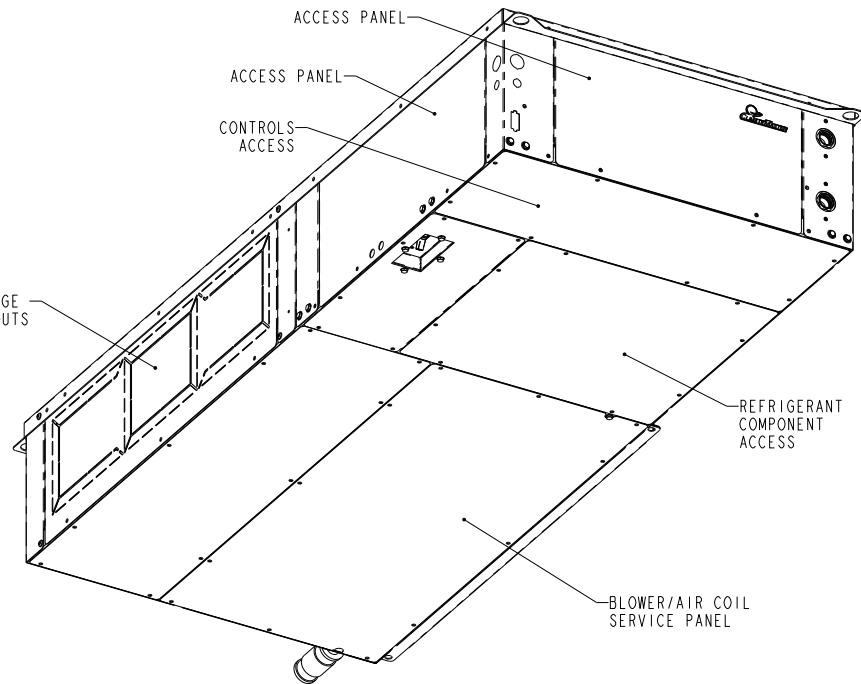 ACCESS PANEL
ACCESS PANEL
CONTROLS
ACCESS
GE
UTS
REFRIGERANT
COMPONENT
ACCESS
BLOWER/AIR COIL
SERVICE PANEL